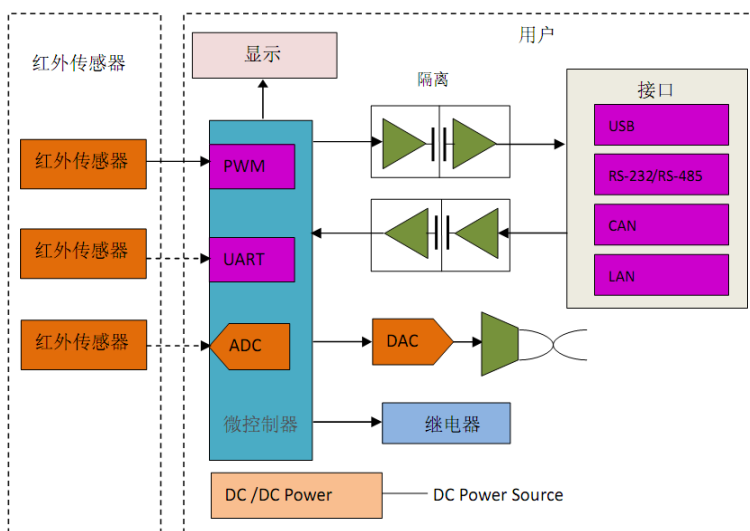 用户
红外传感器
显示
隔离
接口
USB
红外传感器
PWM
RS-232/RS-485
CAN
红外传感器
UART
LAN
红外传感器
ADC
DAC
微控制器
继电器
DC /DC Power
DC Power Source